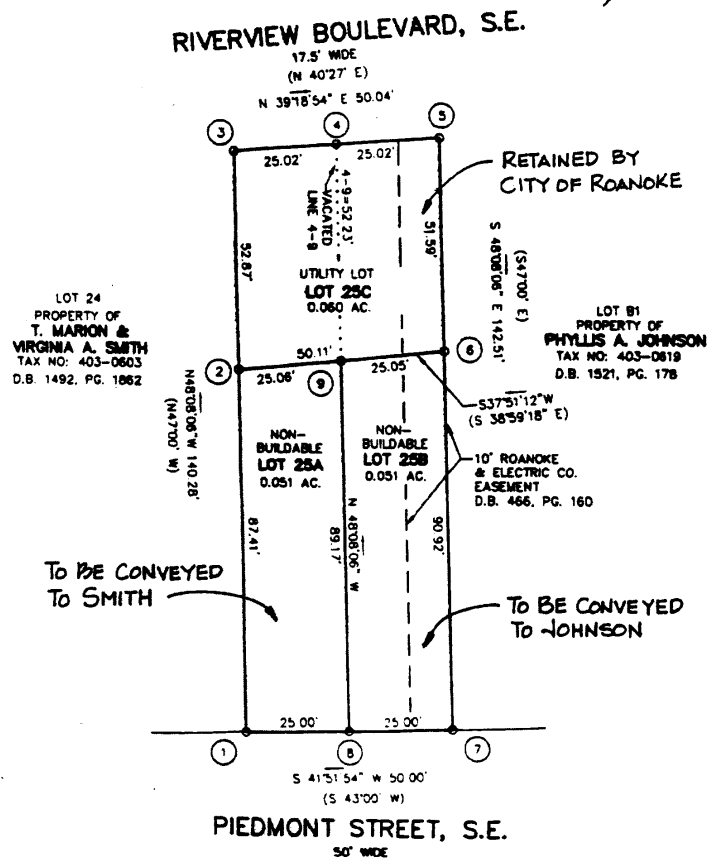 RIVERVIEW BOULEVARD, S.E.
17.5' WIDE
(N 40°27' E)
N 39°18'54" E 50.04'
3
4
5
25.02'
25.02'
RETAINED BY
CITY OF ROANOKE
4-9=52.23'
VACATED
LINE 4-9
52.87'
51.59'
S 48°08'06" E 142.51'
(S47°00' E)
UTILITY LOT
LOT 25C
0.060 AC.
LOT 24
PROPERTY OF
T. MARION &
VIRGINIA A. SMITH
TAX NO: 403-0603
D.B. 1492, PG. 1862
LOT B1
PROPERTY OF
PHYLLIS A. JOHNSON
TAX NO: 403-0619
D.B. 1521, PG. 178
50.11'
2
25.06'
9
25.05'
6
S37°51'12"W
(S 38°59'18" E)
N48°08'06"W 140.28'
(N47°00' W)
NON-
BUILDABLE
LOT 25A
0.051 AC.
NON-
BUILDABLE
LOT 25B
0.051 AC.
10' ROANOKE
& ELECTRIC CO.
EASEMENT
D.B. 466, PG. 160
87.41'
89.17'
N 48°08'06" W
90.92'
TO BE CONVEYED
TO SMITH
TO BE CONVEYED
TO JOHNSON
25.00'
25.00'
1
8
7
S 41°51'54" W 50.00'
(S 43°00' W)
PIEDMONT STREET, S.E.
50' WIDE